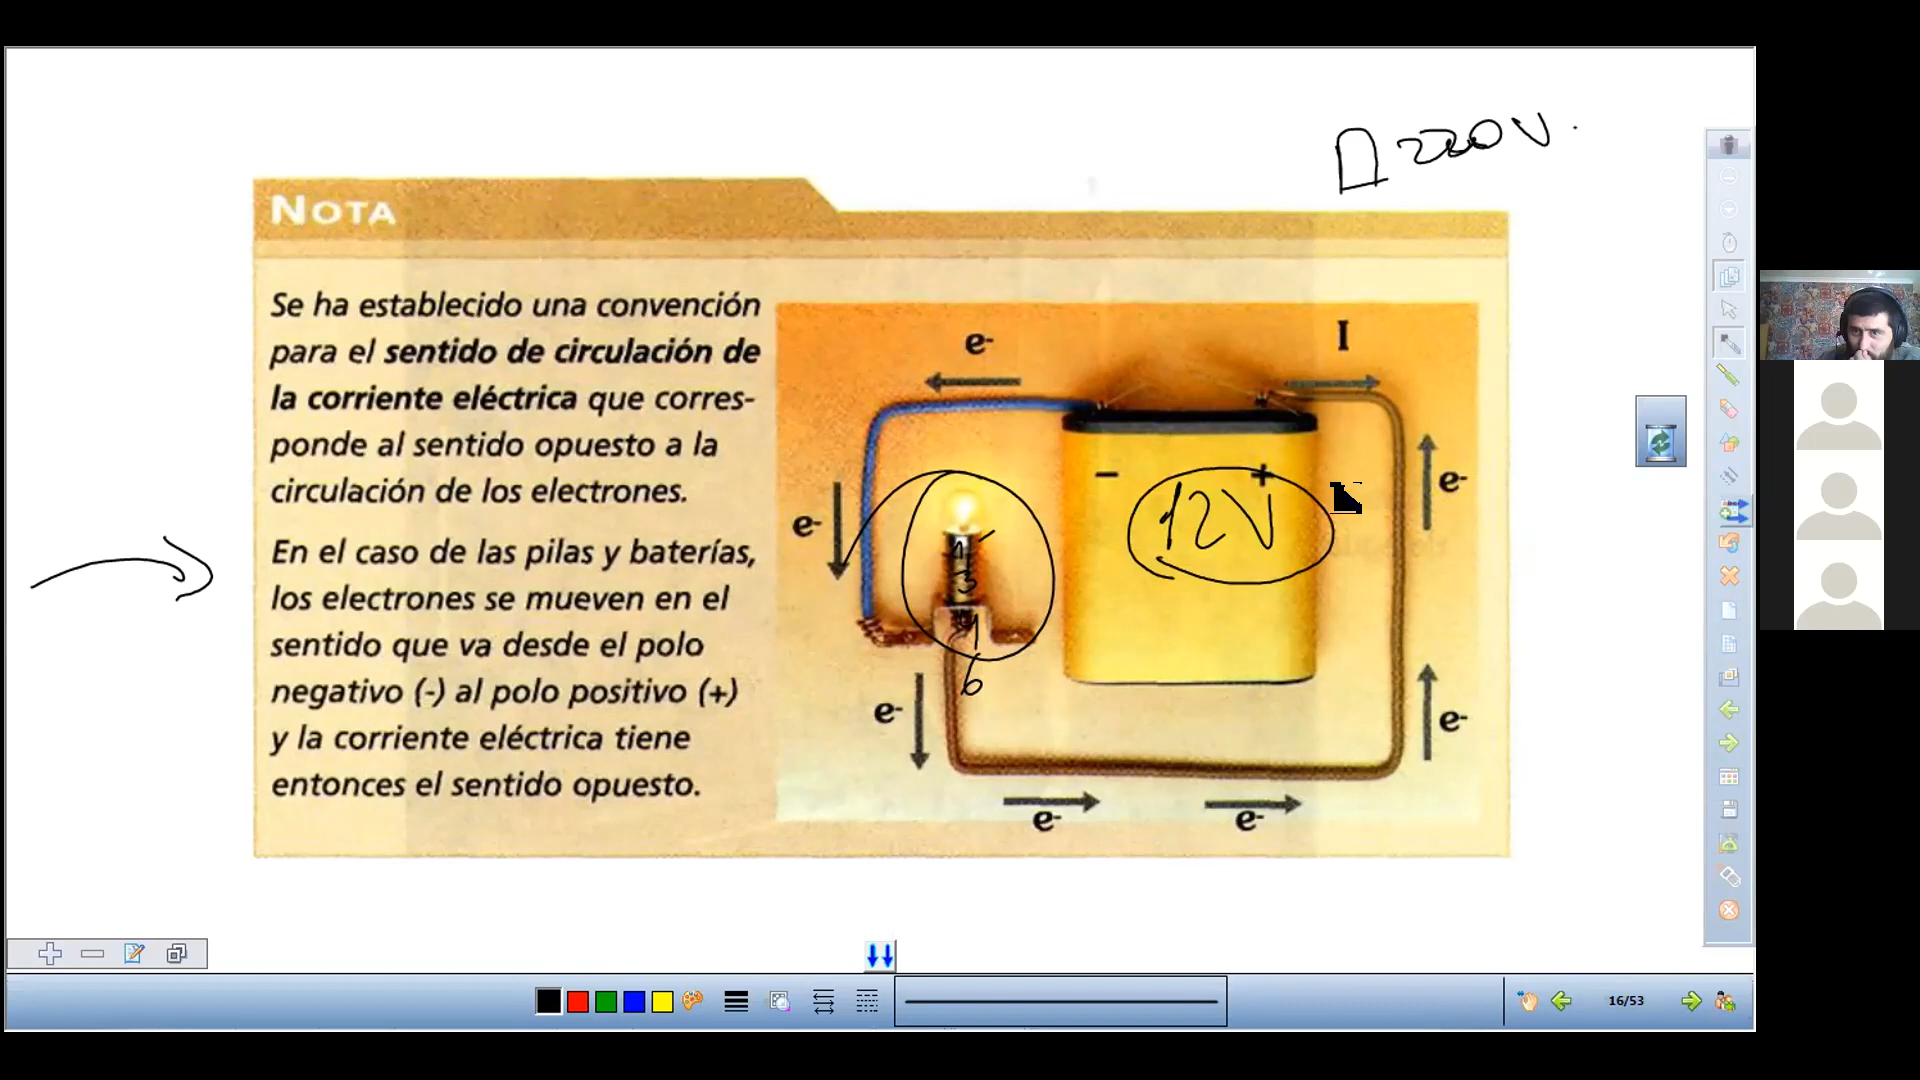 220V.
NOTA
Se ha establecido una convención
para el sentido de circulación de
la corriente eléctrica que corres-
ponde al sentido opuesto a la
circulación de los electrones.
En el caso de las pilas y baterías,
los electrones se mueven en el
sentido que va desde el polo
negativo (-) al polo positivo (+)
y la corriente eléctrica tiene
entonces el sentido opuesto.
e-
I
- +
12V
e-
e-
6
e-
e-
e-
e-
16/53